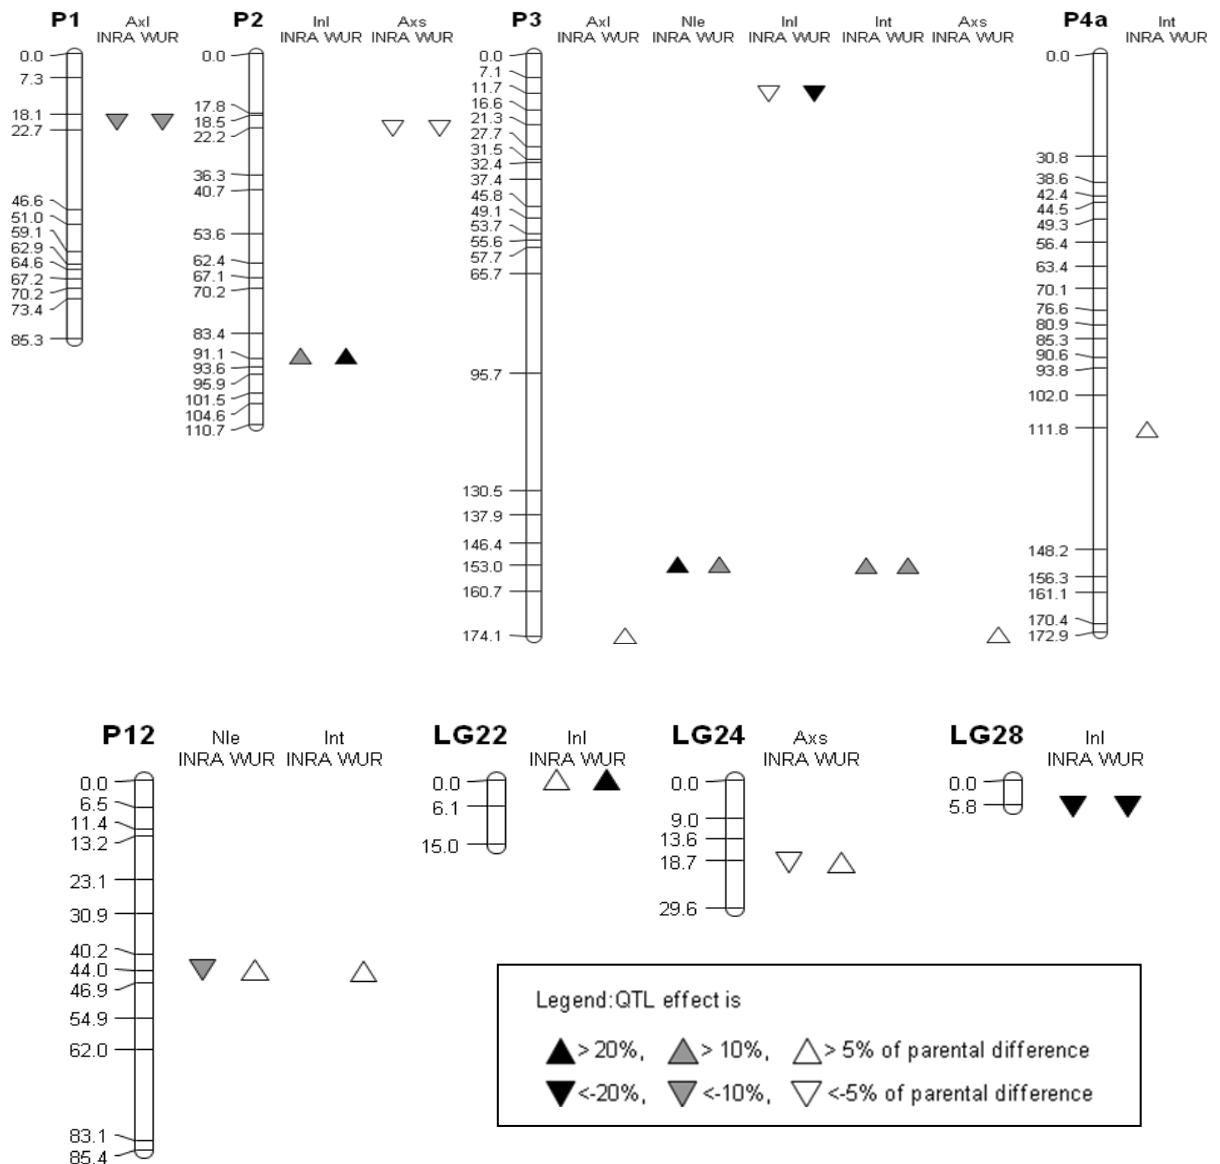 P1
Axl
INRA WUR
0.0
7.3
18.1
22.7
46.6
51.0
59.1
62.9
64.6
67.2
70.2
73.4
85.3
P2
Inl
INRA WUR
Axs
INRA WUR
0.0
17.8
18.5
22.2
36.3
40.7
53.6
62.4
67.1
70.2
83.4
91.1
93.6
95.9
101.5
104.6
110.7
P3
Axl
INRA WUR
Nle
INRA WUR
Inl
INRA WUR
Int
INRA WUR
Axs
INRA WUR
0.0
7.1
11.7
16.6
21.3
27.7
31.5
32.4
37.4
45.8
49.1
53.7
55.6
57.7
65.7
95.7
130.5
137.9
146.4
153.0
160.7
174.1
P4a
Int
INRA WUR
0.0
30.8
38.6
42.4
44.5
49.3
56.4
63.4
70.1
76.6
80.9
85.3
90.6
93.8
102.0
111.8
148.2
156.3
161.1
170.4
172.9
P12
Nle
INRA WUR
Int
INRA WUR
0.0
6.5
11.4
13.2
23.1
30.9
40.2
44.0
46.9
54.9
62.0
83.1
85.4
LG22
Inl
INRA WUR
0.0
6.1
15.0
LG24
Axs
INRA WUR
0.0
9.0
13.6
18.7
29.6
LG28
Inl
INRA WUR
0.0
5.8
Legend:QTL effect is
> 20%, > 10%, > 5% of parental difference
<-20%, <-10%, <-5% of parental difference